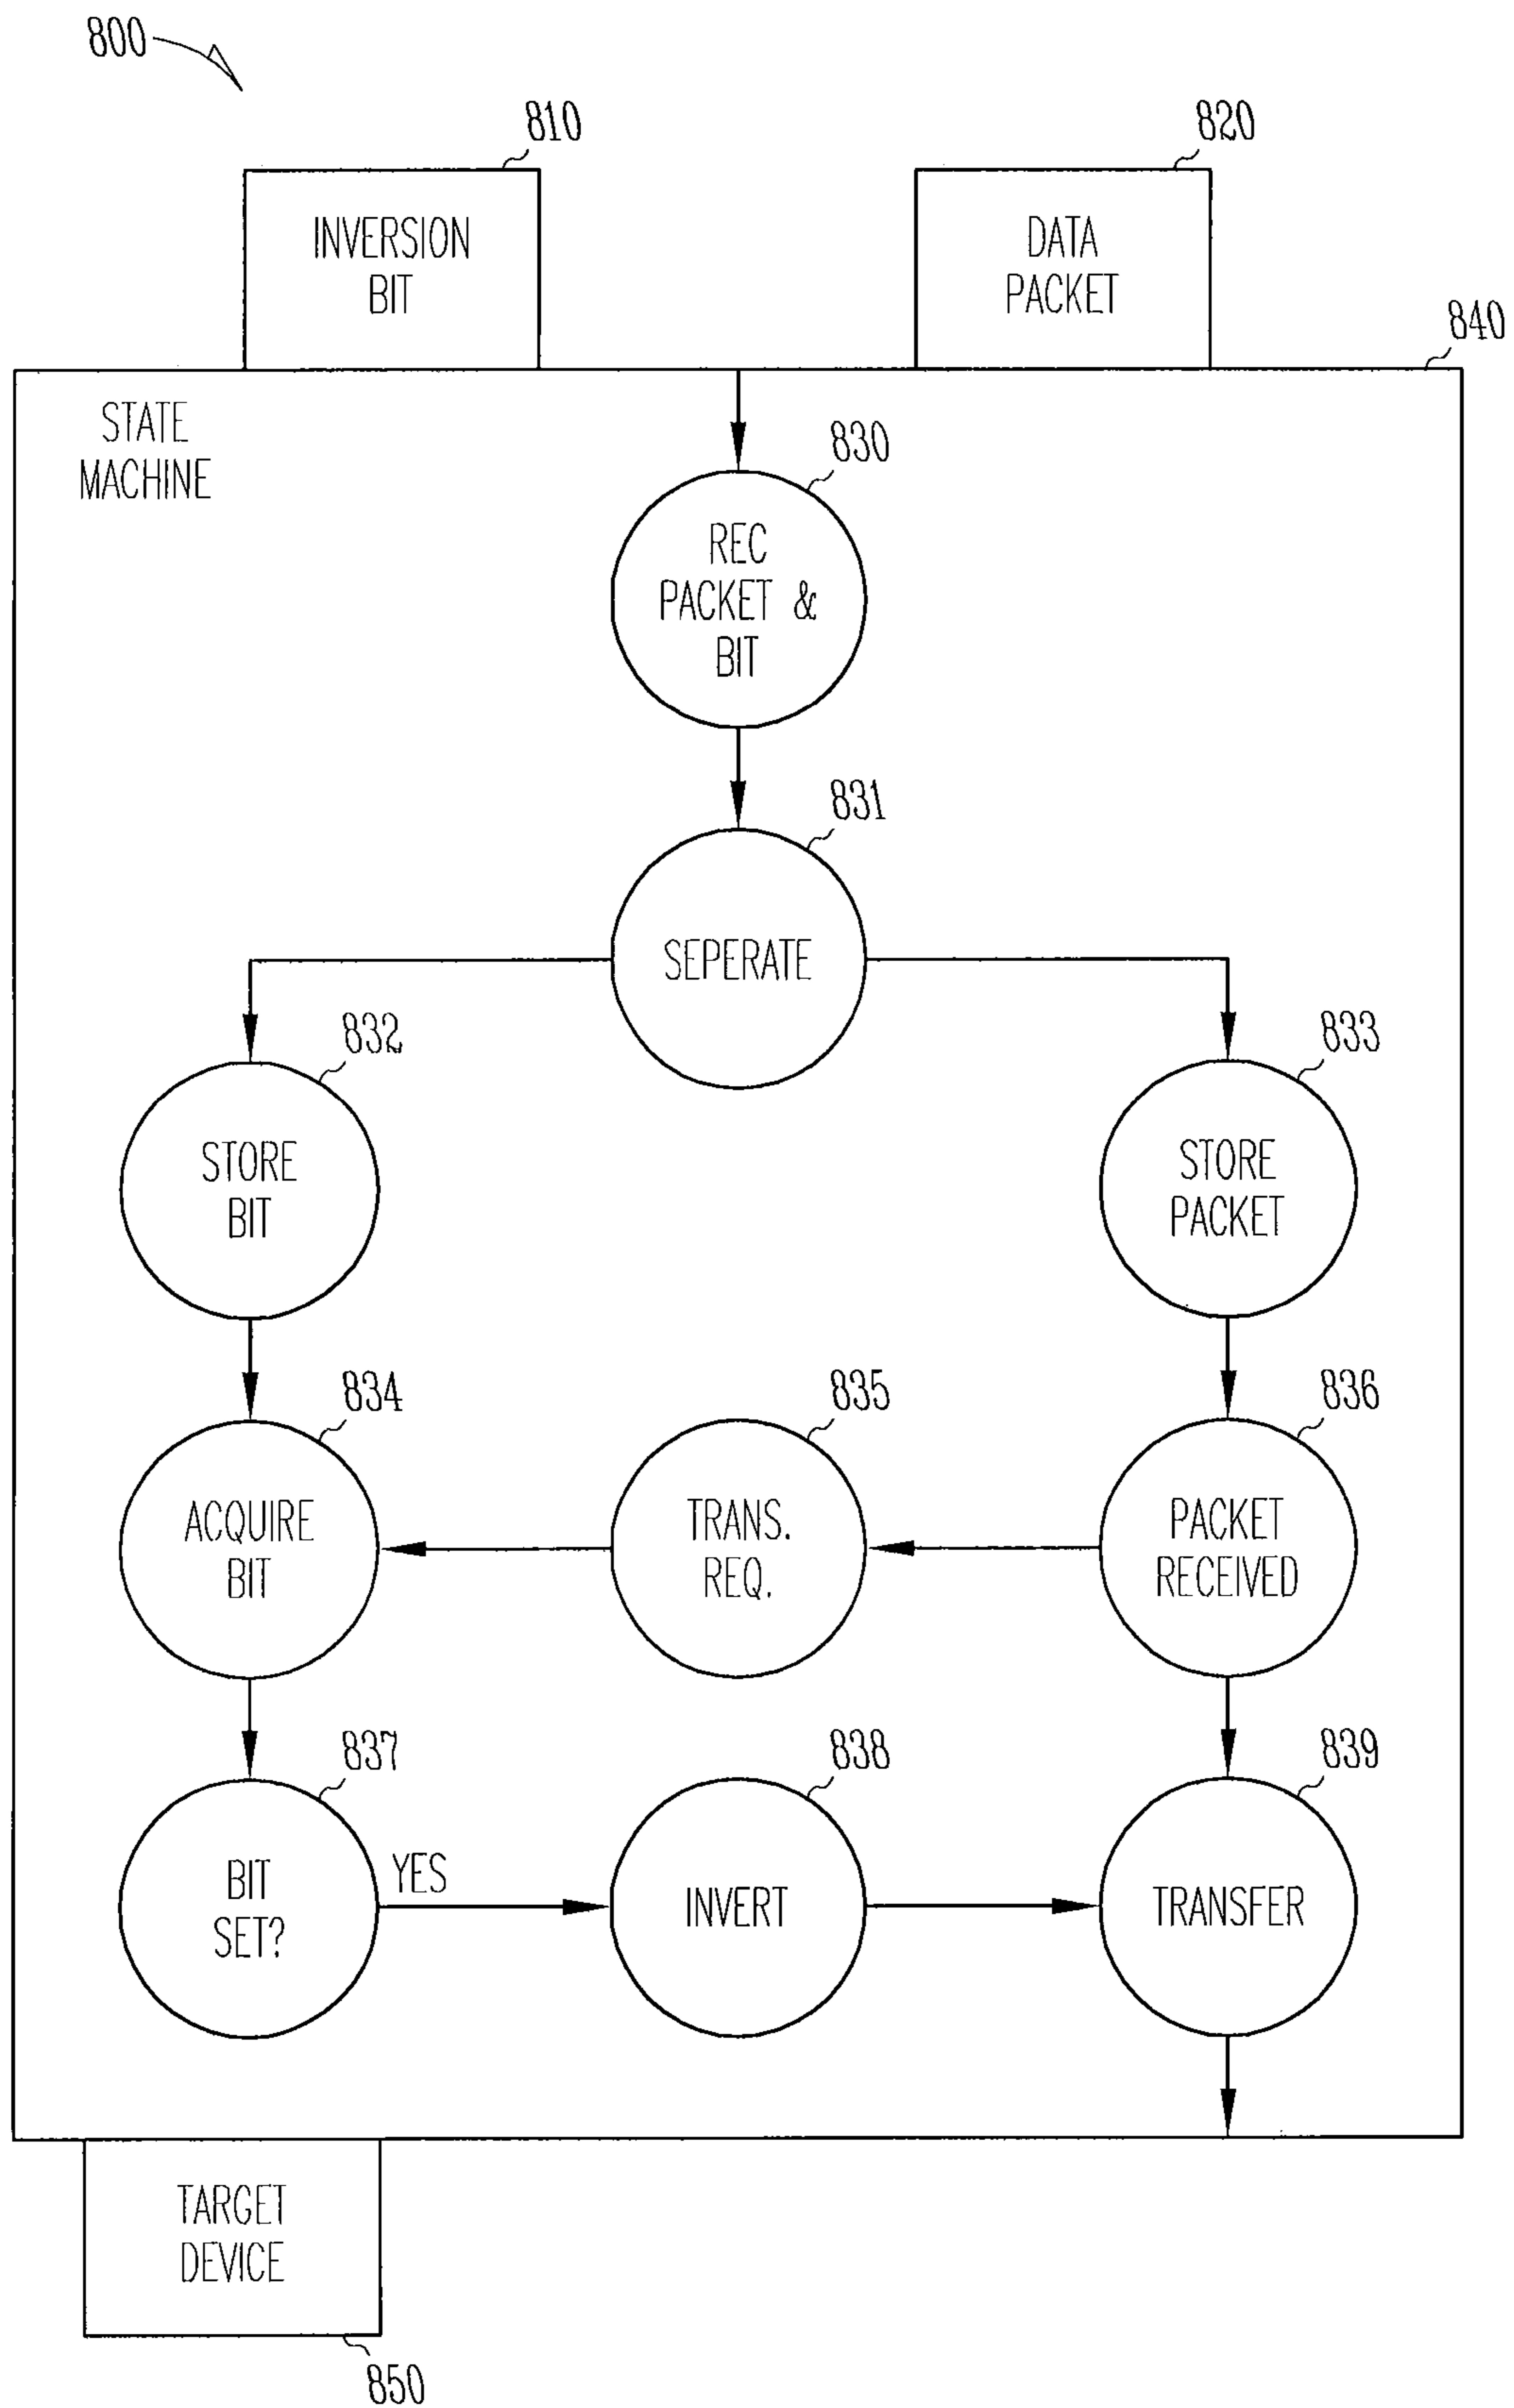 800
810
820
INVERSION
BIT
DATA
PACKET
840
STATE
MACHINE
830
REC
PACKET &
BIT
831
SEPERATE
832
833
STORE
BIT
STORE
PACKET
834
835
836
ACQUIRE
BIT
TRANS.
REQ.
PACKET
RECEIVED
837
838
839
BIT
SET?
YES
INVERT
TRANSFER
TARGET
DEVICE
850